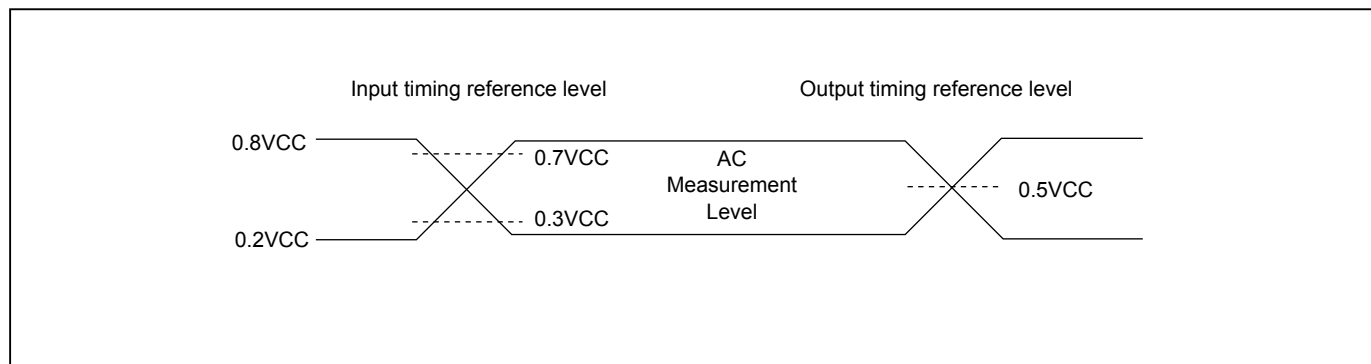 Input timing reference level
Output timing reference level
0.8VCC
0.7VCC
AC
Measurement
Level
0.5VCC
0.3VCC
0.2VCC